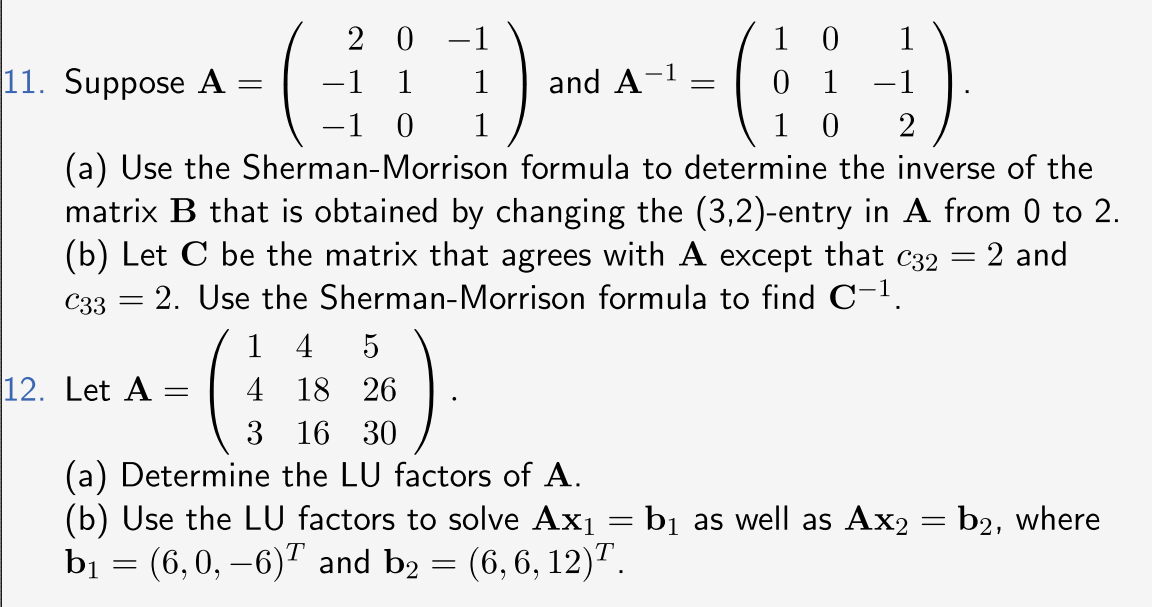 11. Suppose $\mathbf{A} = \begin{pmatrix} 2 & 0 & -1 \\ -1 & 1 & 1 \\ -1 & 0 & 1 \end{pmatrix}$ and $\mathbf{A}^{-1} = \begin{pmatrix} 1 & 0 & 1 \\ 0 & 1 & -1 \\ 1 & 0 & 2 \end{pmatrix}$.
(a) Use the Sherman-Morrison formula to determine the inverse of the
matrix $\mathbf{B}$ that is obtained by changing the (3,2)-entry in $\mathbf{A}$ from 0 to 2.
(b) Let $\mathbf{C}$ be the matrix that agrees with $\mathbf{A}$ except that $c_{32} = 2$ and
$c_{33} = 2$. Use the Sherman-Morrison formula to find $\mathbf{C}^{-1}$.
12. Let $\mathbf{A} = \begin{pmatrix} 1 & 4 & 5 \\ 4 & 18 & 26 \\ 3 & 16 & 30 \end{pmatrix}$.
(a) Determine the LU factors of $\mathbf{A}$.
(b) Use the LU factors to solve $\mathbf{A}\mathbf{x}_1 = \mathbf{b}_1$ as well as $\mathbf{A}\mathbf{x}_2 = \mathbf{b}_2$, where
$\mathbf{b}_1 = (6, 0, -6)^T$ and $\mathbf{b}_2 = (6, 6, 12)^T$.